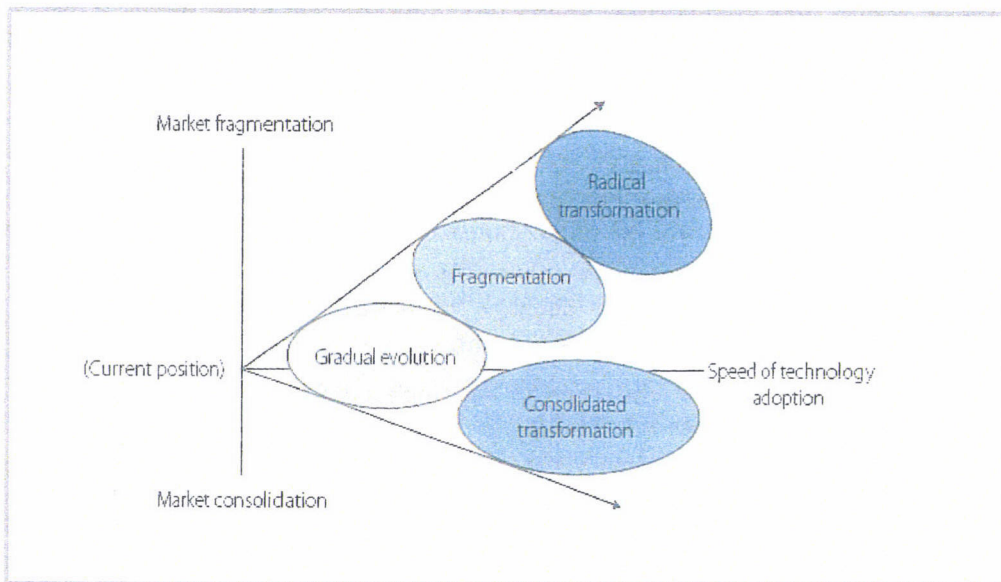 Market fragmentation
Radical
transformation
Fragmentation
Gradual evolution
(Current position)
Speed of technology
adoption
Consolidated
transformation
Market consolidation